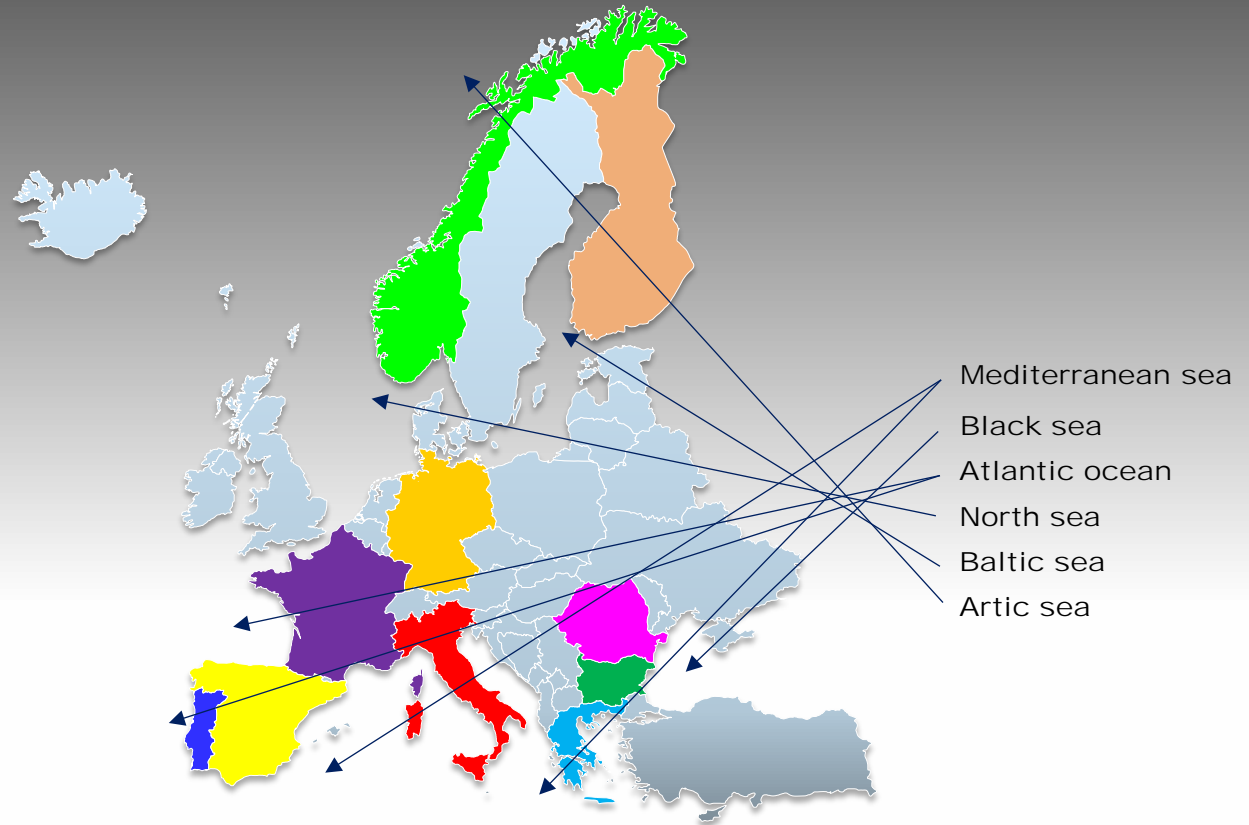 Mediterranean sea
Black sea
Atlantic ocean
North sea
Baltic sea
Artic sea